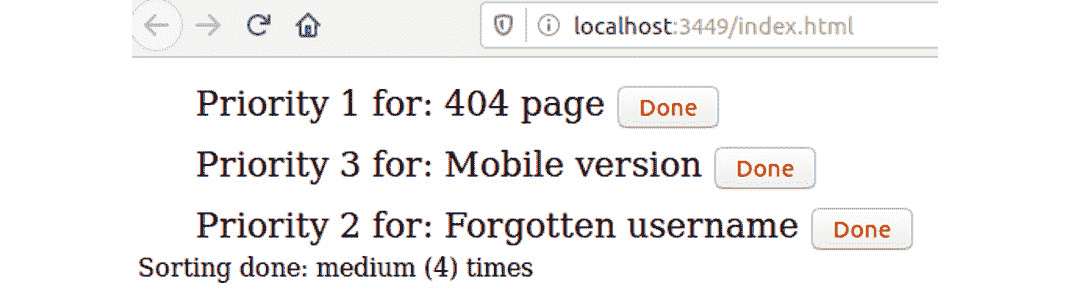 localhost:3449/index.html
Priority 1 for: 404 page Done
Priority 3 for: Mobile version Done
Priority 2 for: Forgotten username Done
Sorting done: medium (4) times